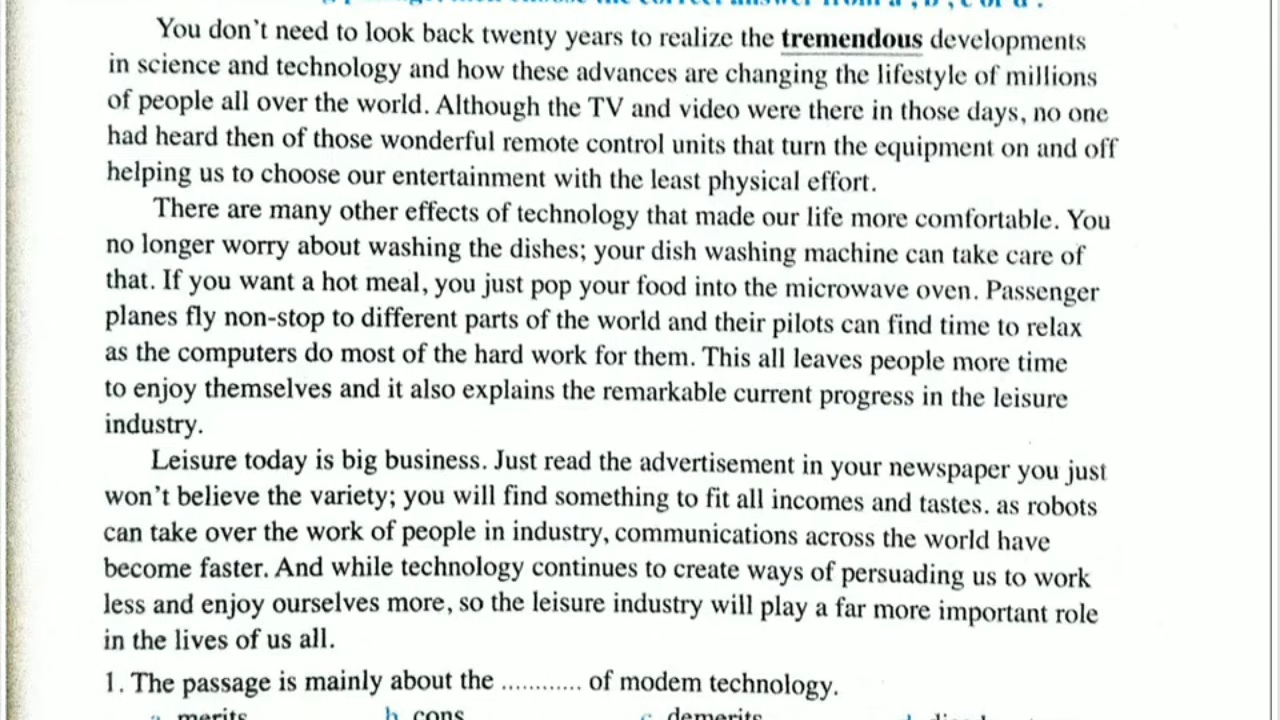 You don't need to look back twenty years to realize the tremendous developments
in science and technology and how these advances are changing the lifestyle of millions
of people all over the world. Although the TV and video were there in those days, no one
had heard then of those wonderful remote control units that turn the equipment on and off
helping us to choose our entertainment with the least physical effort.
There are many other effects of technology that made our life more comfortable. You
no longer worry about washing the dishes; your dish washing machine can take care of
that. If you want a hot meal, you just pop your food into the microwave oven. Passenger
planes fly non-stop to different parts of the world and their pilots can find time to relax
as the computers do most of the hard work for them. This all leaves people more time
to enjoy themselves and it also explains the remarkable current progress in the leisure
industry.
Leisure today is big business. Just read the advertisement in your newspaper you just
won't believe the variety; you will find something to fit all incomes and tastes. as robots
can take over the work of people in industry, communications across the world have
become faster. And while technology continues to create ways of persuading us to work
less and enjoy ourselves more, so the leisure industry will play a far more important role
in the lives of us all.
1. The passage is mainly about the ............ of modem technology.
a. merits b. cons c. demerits